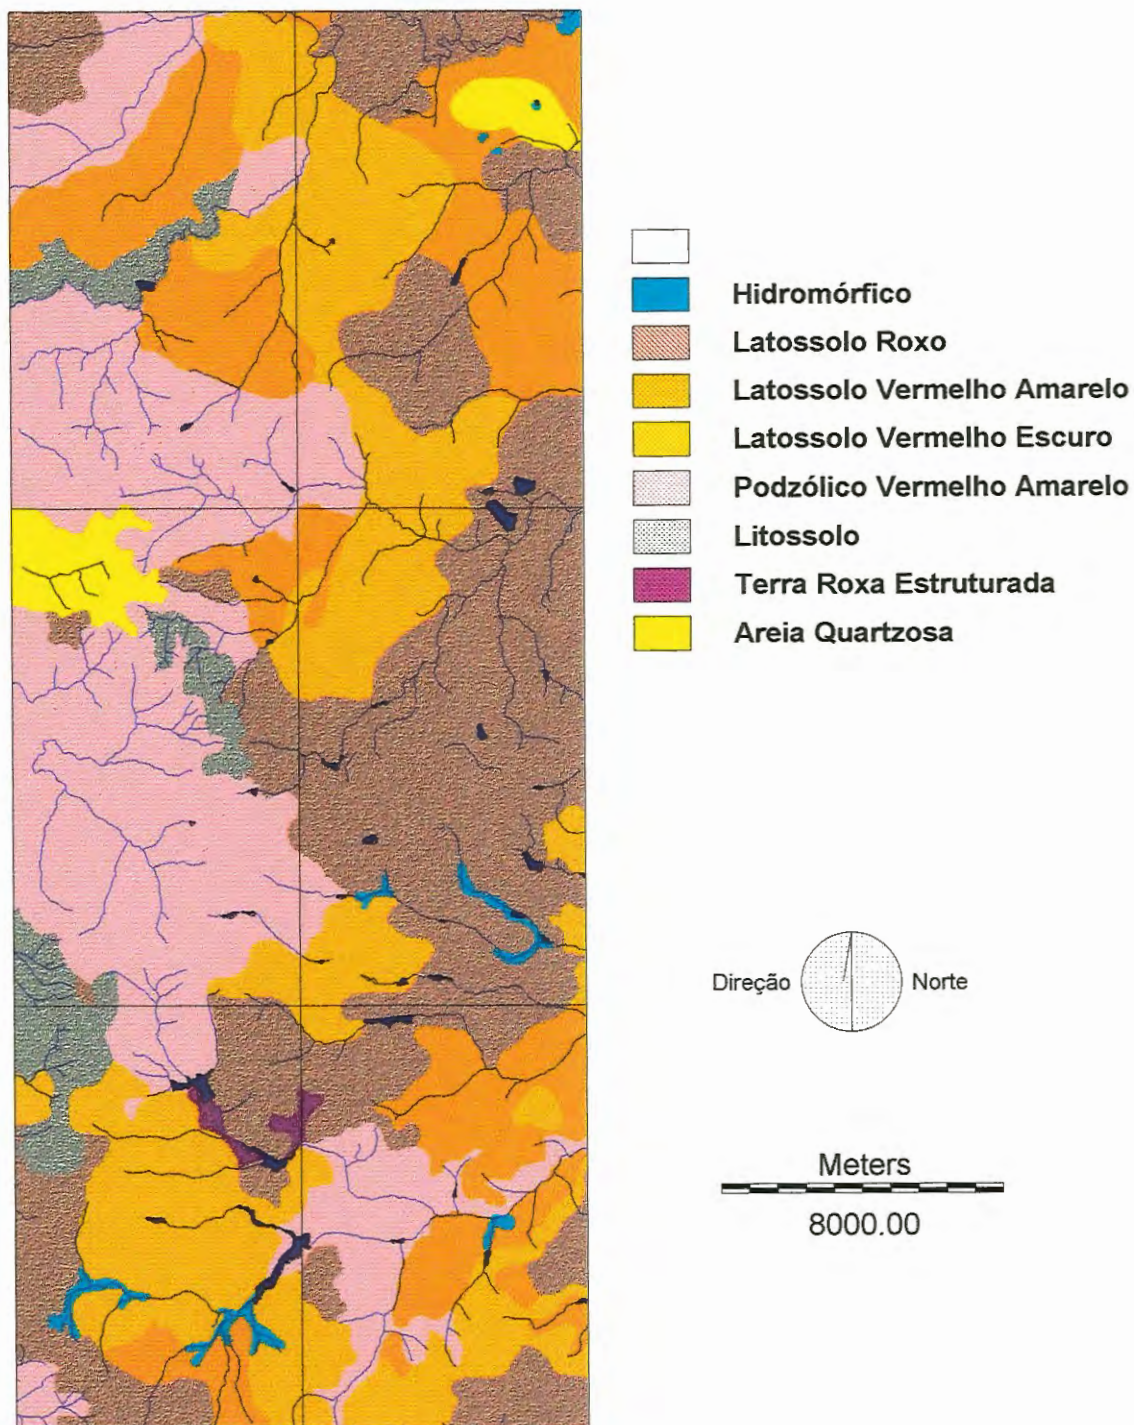 Hidromórfico
Latossolo Roxo
Latossolo Vermelho Amarelo
Latossolo Vermelho Escuro
Podzólico Vermelho Amarelo
Litossolo
Terra Roxa Estruturada
Areia Quartzosa
Direção Norte
Meters
8000.00